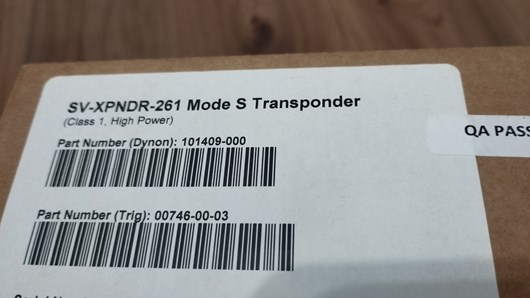 SV-XPNDR-261 Mode S Transponder
(Class 1, High Power)
QA PASS
Part Number (Dynon): 101409-000
Part Number (Trig): 00746-00-03